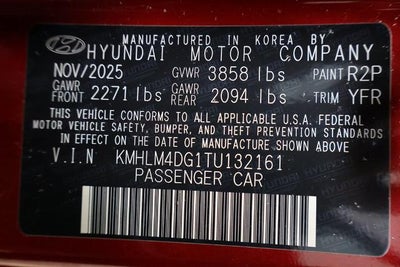 MANUFACTURED IN KOREA BY
HYUNDAI MOTOR COMPANY
NOV/2025 GVWR 3858 lbs PAINT R2P
GAWR FRONT 2271 lbs GAWR REAR 2094 lbs TRIM YFR
THIS VEHICLE CONFORMS TO ALL APPLICABLE U.S.A FEDERAL
MOTOR VEHICLE SAFETY, BUMPER, AND THEFT PREVENTION STANDARDS
IN EFFECT ON THE DATE OF MANUFACTURE SHOWN ABOVE
V.I.N KMHLM4DG1TU132161
PASSENGER CAR